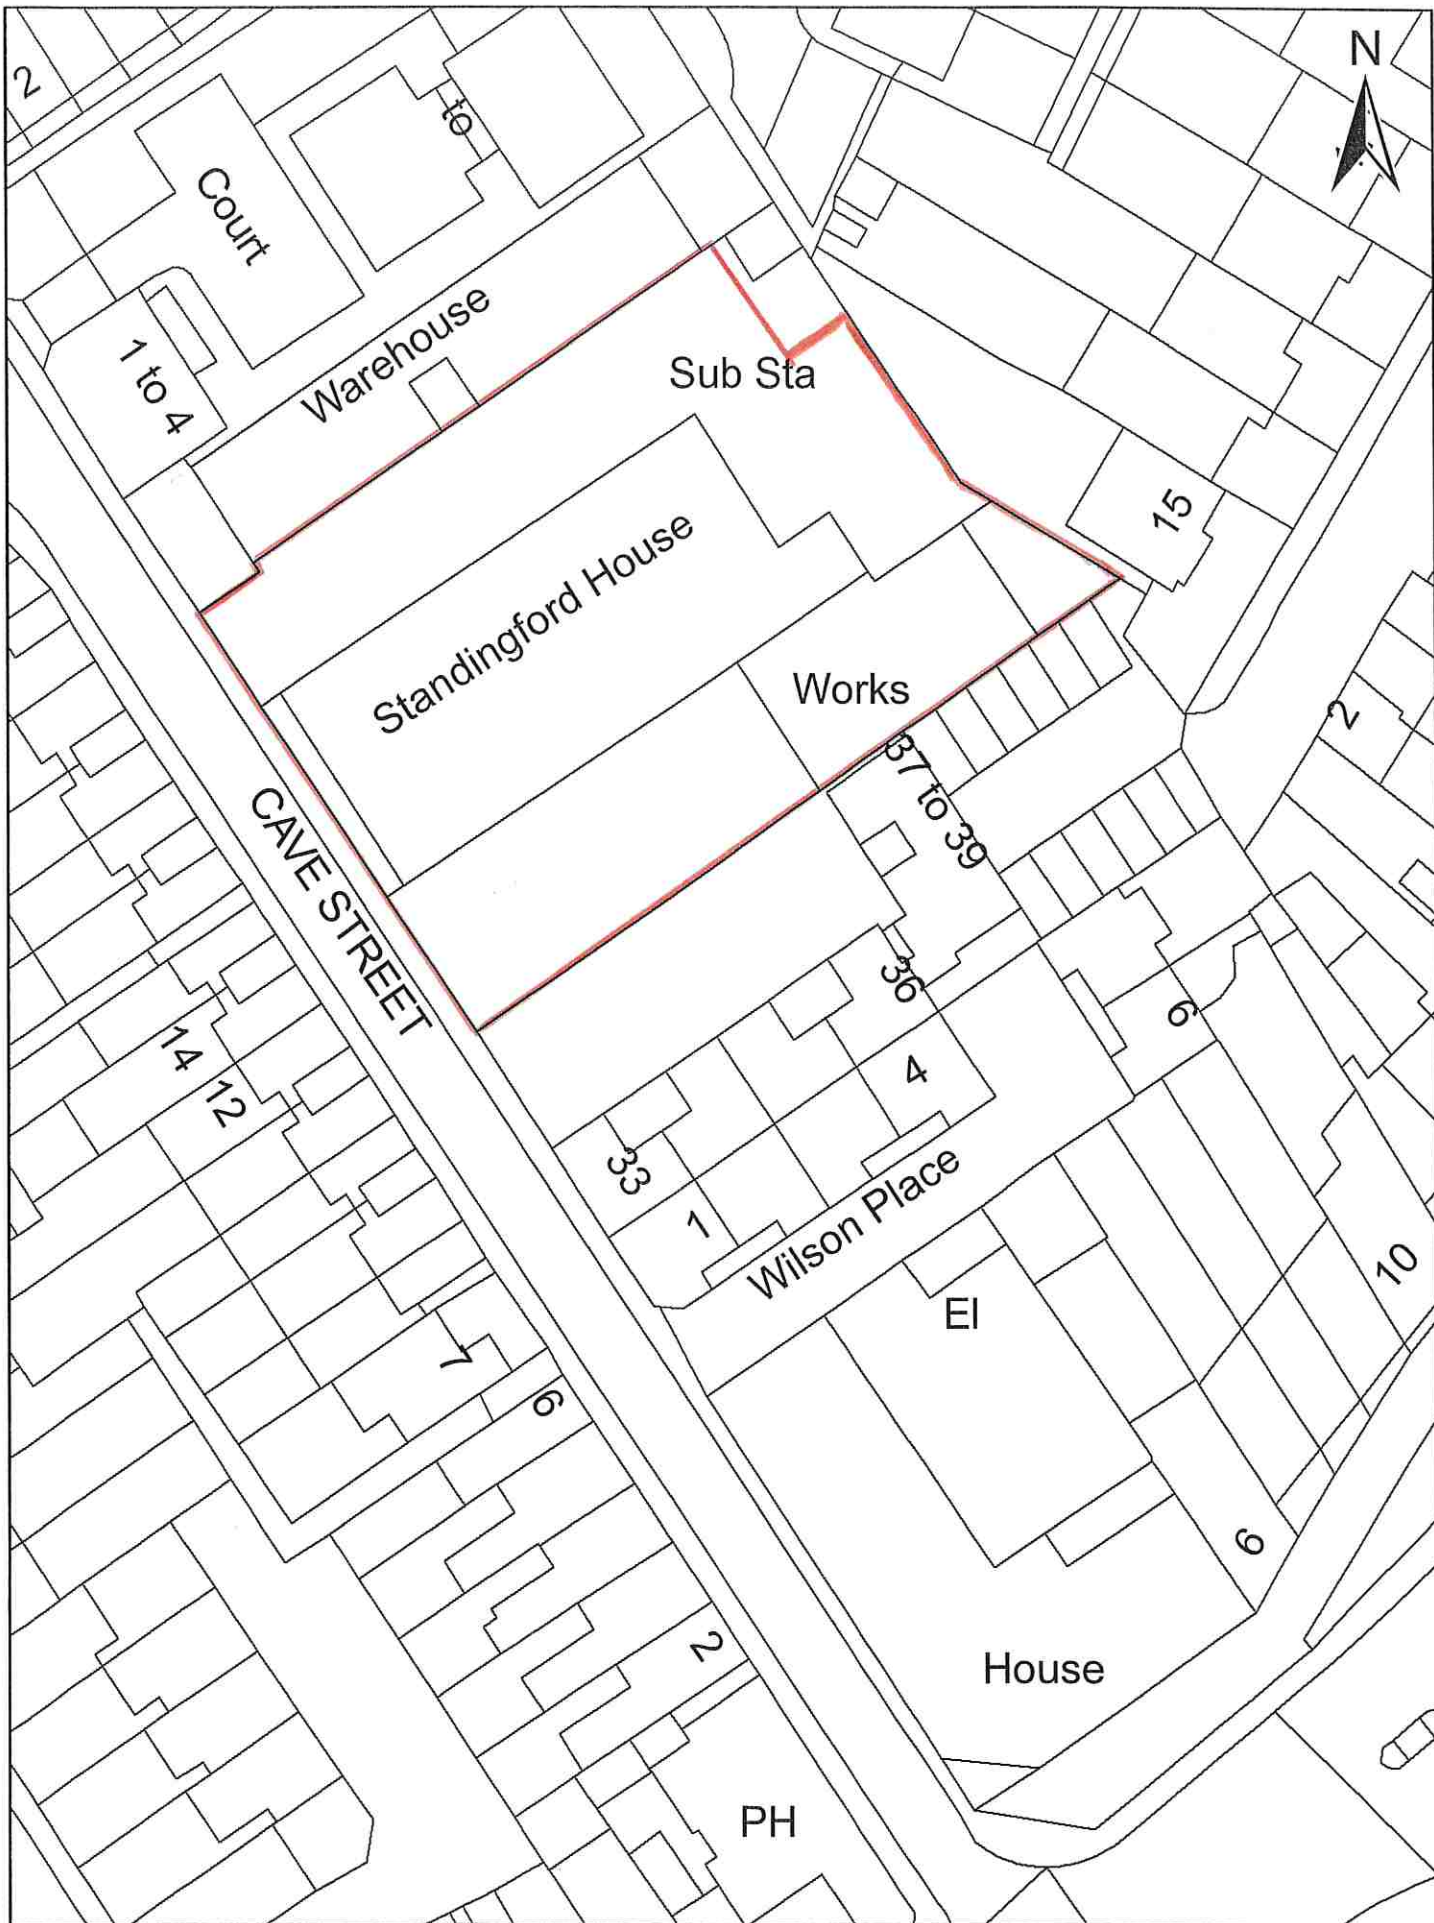 N
2
to
Court
Warehouse
1 to 4
Sub Sta
15
Standingford House
Works
2
37 to 39
CAVE STREET
36
14
12
6
4
33
1
Wilson Place
10
El
7
6
6
2
House
PH